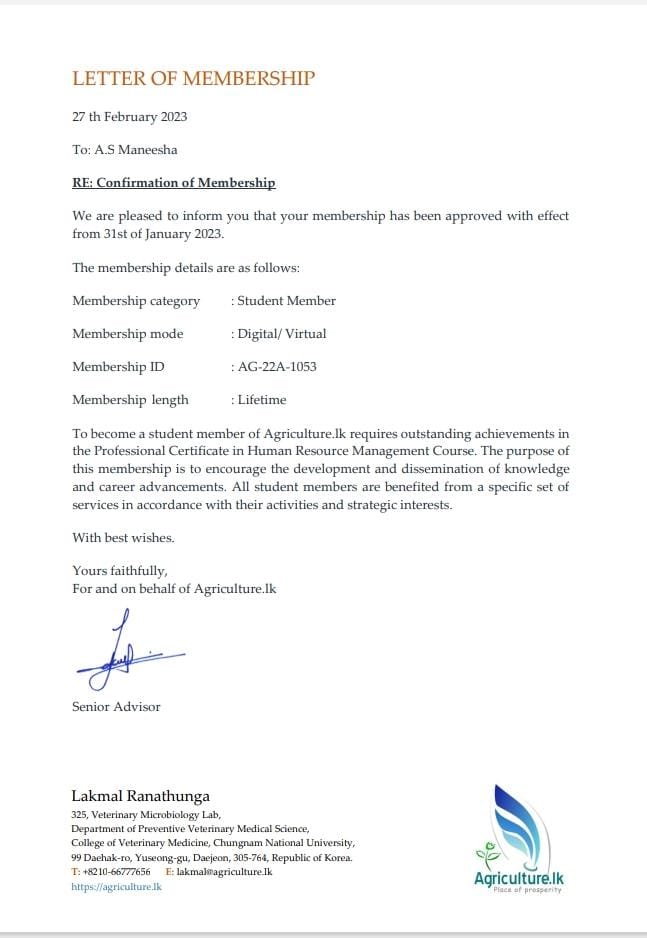 LETTER OF MEMBERSHIP
27 th February 2023
To: A.S Maneesha
RE: Confirmation of Membership
We are pleased to inform you that your membership has been approved with effect
from 31st of January 2023.
The membership details are as follows:
Membership category : Student Member
Membership mode : Digital/ Virtual
Membership ID : AG-22A-1053
Membership length : Lifetime
To become a student member of Agriculture.lk requires outstanding achievements in
the Professional Certificate in Human Resource Management Course. The purpose of
this membership is to encourage the development and dissemination of knowledge
and career advancements. All student members are benefited from a specific set of
services in accordance with their activities and strategic interests.
With best wishes.
Yours faithfully,
For and on behalf of Agriculture.lk
Senior Advisor
Lakmal Ranathunga
325, Veterinary Microbiology Lab,
Department of Preventive Veterinary Medical Science,
College of Veterinary Medicine, Chungnam National University,
99 Daehak-ro, Yuseong-gu, Daejeon, 305-764, Republic of Korea.
T: +8210-66777656 E: lakmal@agriculture.lk
https://agriculture.lk
Agriculture.lk
Place of prosperity